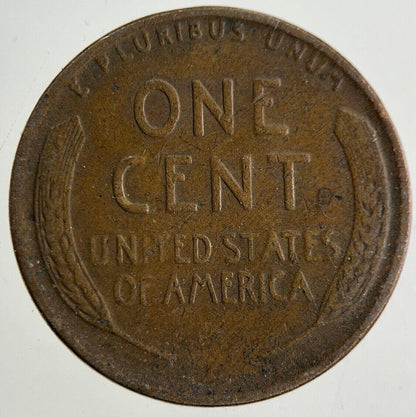 E PLURIBUS UNUM
ONE
CENT
UNITED STATES
OF AMERICA